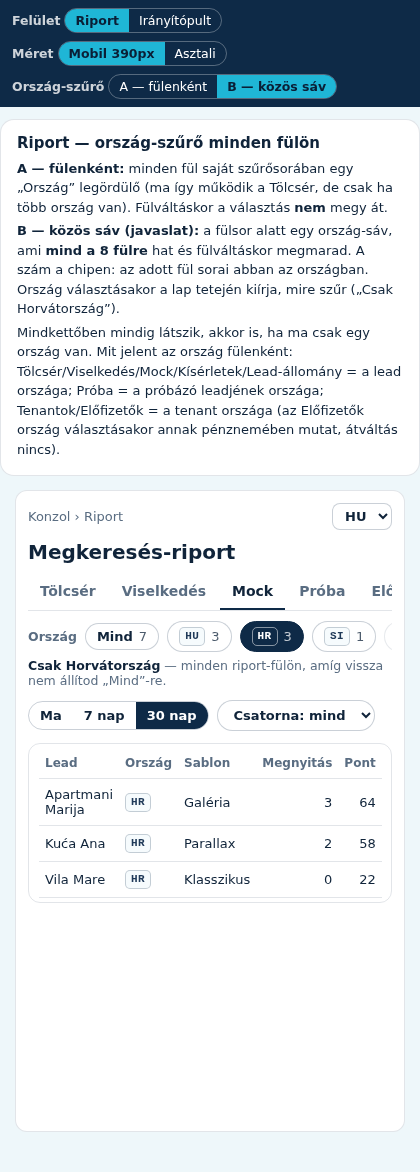 Felület Riport Irányítópult
Méret Mobil 390px Asztali
Ország-szűrő A — fülenként B — közös sáv
Riport — ország-szűrő minden fülön
A — fülenként: minden fül saját szűrősorában egy
„Ország” legördülő (ma így működik a Tölcsér, de csak ha
több ország van). Fülváltáskor a választás nem megy át.
B — közös sáv (javaslat): a fülsor alatt egy ország-sáv,
ami mind a 8 fülre hat és fülváltáskor megmarad. A
szám a chipen: az adott fül sorai abban az országban.
Ország választásakor a lap tetején kiírja, mire szűr („Csak
Horvátország”).
Mindkettőben mindig látszik, akkor is, ha ma csak egy
ország van. Mit jelent az ország fülenként:
Tölcsér/Viselkedés/Mock/Kísérletek/Lead-állomány = a lead
országa; Próba = a próbázó leadjének országa;
Tenantok/Előfizetők = a tenant országa (az Előfizetők
ország választásakor annak pénznemében mutat, átváltás
nincs).
Konzol › Riport HU
Megkeresés-riport
Tölcsér Viselkedés Mock Próba Elő
Ország Mind 7 HU 3 HR 3 SI 1
Csak Horvátország — minden riport-fülön, amíg vissza
nem állítod „Mind”-re.
Ma 7 nap 30 nap Csatorna: mind
Lead Ország Sablon Megnyitás Pont
Apartmani
Marija HR Galéria 3 64
Kuća Ana HR Parallax 2 58
Vila Mare HR Klasszikus 0 22